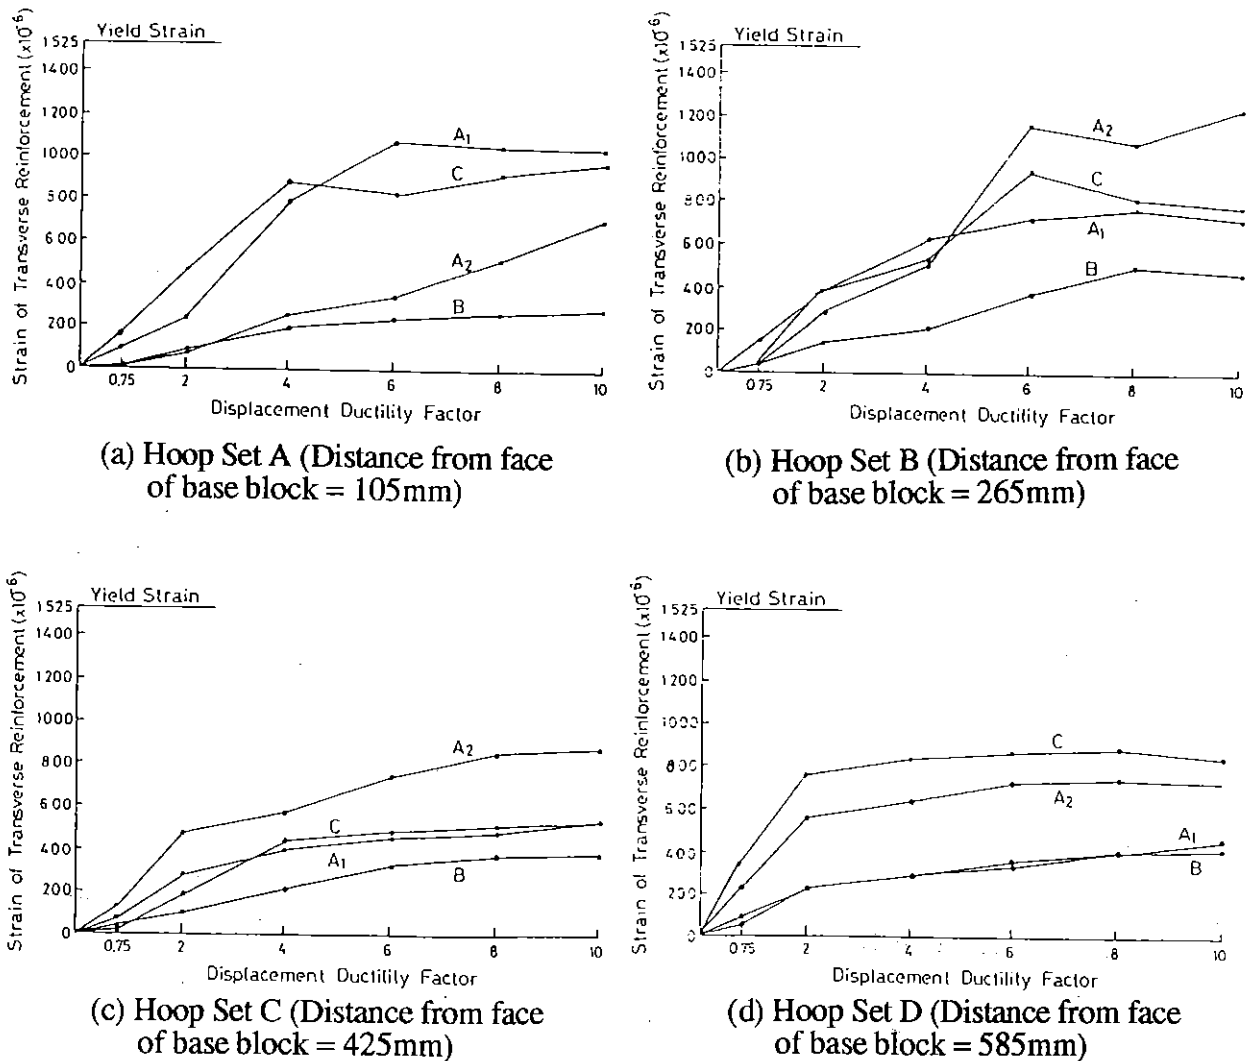 Strain of Transverse Reinforcement (x10⁻⁶)
Yield Strain
1525
1400
1200
1000
800
600
400
200
0
A1
C
A2
B
0.75 2 4 6 8 10
Displacement Ductility Factor
(a) Hoop Set A (Distance from face
of base block = 105mm)
Strain of Transverse Reinforcement (x10⁻⁶)
Yield Strain
1525
1400
1200
1000
800
600
400
200
0
A2
C
A1
B
0.75 2 4 6 8 10
Displacement Ductility Factor
(b) Hoop Set B (Distance from face
of base block = 265mm)
Strain of Transverse Reinforcement (x10⁻⁶)
Yield Strain
1525
1400
1200
1000
800
600
400
200
0
A2
C
A1
B
0.75 2 4 6 8 10
Displacement Ductility Factor
(c) Hoop Set C (Distance from face
of base block = 425mm)
Strain of Transverse Reinforcement (x10⁻⁶)
Yield Strain
1525
1400
1200
1000
800
600
400
200
0
C
A2
A1
B
0.75 2 4 6 8 10
Displacement Ductility Factor
(d) Hoop Set D (Distance from face
of base block = 585mm)